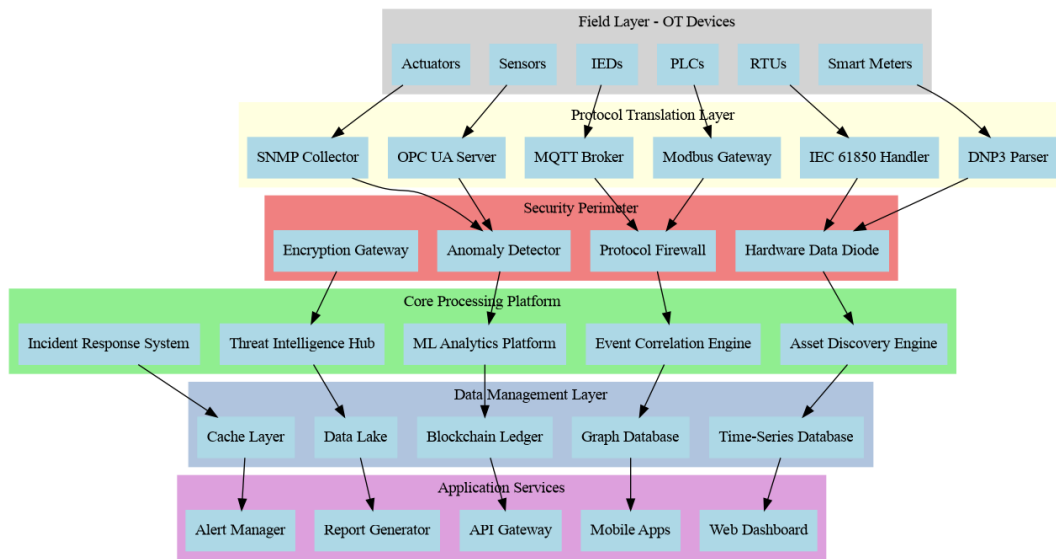 Field Layer - OT Devices
Actuators
Sensors
IEDs
PLCs
RTUs
Smart Meters
Protocol Translation Layer
SNMP Collector
OPC UA Server
MQTT Broker
Modbus Gateway
IEC 61850 Handler
DNP3 Parser
Security Perimeter
Encryption Gateway
Anomaly Detector
Protocol Firewall
Hardware Data Diode
Core Processing Platform
Incident Response System
Threat Intelligence Hub
ML Analytics Platform
Event Correlation Engine
Asset Discovery Engine
Data Management Layer
Cache Layer
Data Lake
Blockchain Ledger
Graph Database
Time-Series Database
Application Services
Alert Manager
Report Generator
API Gateway
Mobile Apps
Web Dashboard